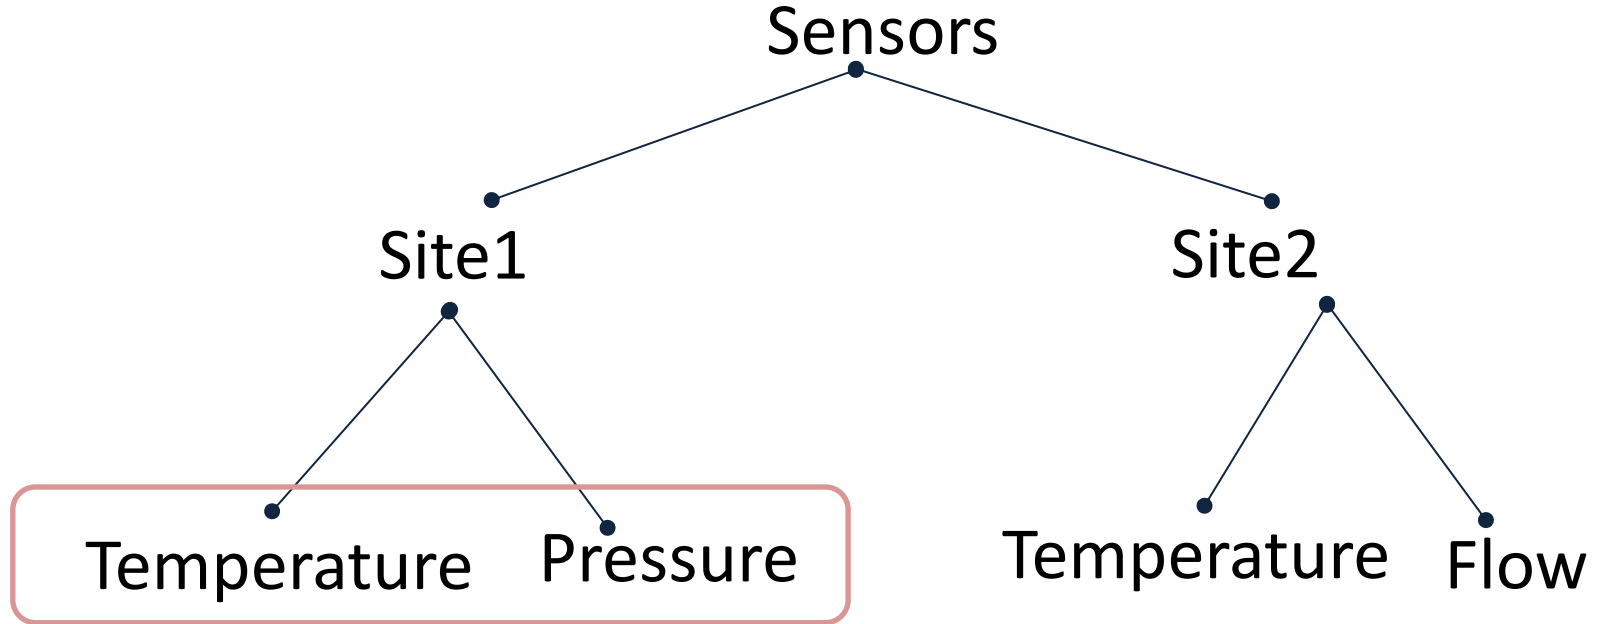 Sensors
Site1
Site2
Temperature
Pressure
Temperature
Flow